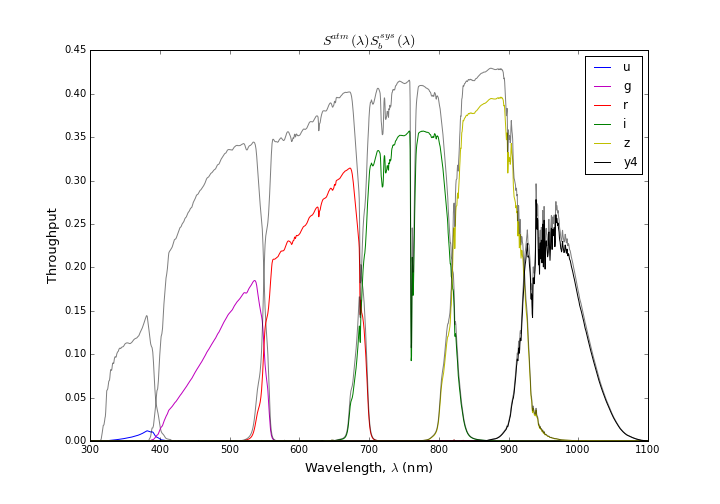 S^{atm}(λ)S_b^{sys}(λ)
0.45
0.40
0.35
0.30
0.25
0.20
0.15
0.10
0.05
0.00
Throughput
u
g
r
i
z
y4
300
400
500
600
700
800
900
1000
1100
Wavelength, λ (nm)